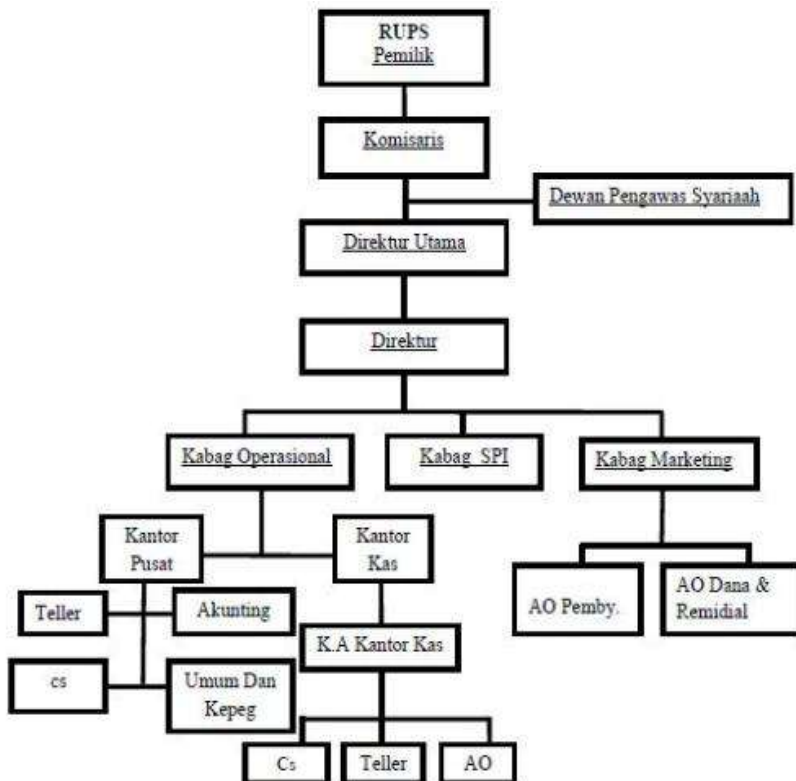 RUPS
Pemilik
Komisaris
Dewan Pengawas Syariaah
Direktur Utama
Direktur
Kabag Operasional
Kabag SPI
Kabag Marketing
Kantor
Pusat
Kantor
Kas
Teller
Akunting
AO Pemby.
AO Dana &
Remidial
K.A Kantor Kas
cs
Umum Dan
Kepeg
Cs
Teller
AO